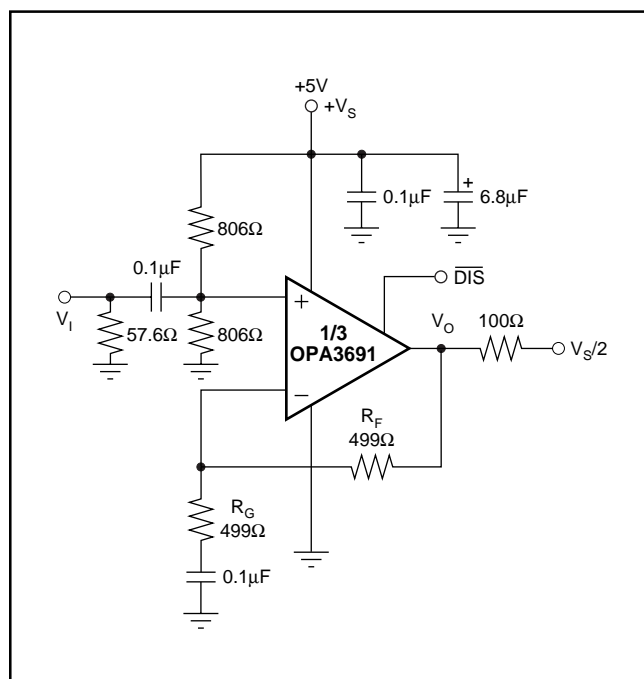 +5V
+V_S
0.1μF
6.8μF
806Ω
0.1μF
V_I
57.6Ω
806Ω
+
1/3
OPA3691
−
D̅I̅S̅
V_O
100Ω
V_S/2
R_F
499Ω
R_G
499Ω
0.1μF
+